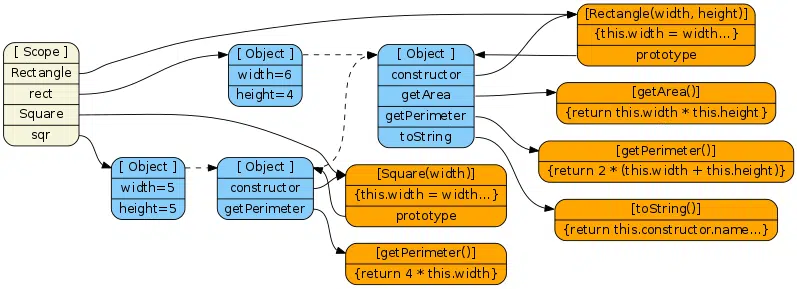 [ Scope ]
Rectangle
rect
Square
sqr
[ Object ]
width=6
height=4
[ Object ]
constructor
getArea
getPerimeter
toString
[Rectangle(width, height)]
{this.width = width...}
prototype
[getArea()]
{return this.width * this.height}
[getPerimeter()]
{return 2 * (this.width + this.height)}
[toString()]
{return this.constructor.name...}
[ Object ]
width=5
height=5
[ Object ]
constructor
getPerimeter
[Square(width)]
{this.width = width...}
prototype
[getPerimeter()]
{return 4 * this.width}